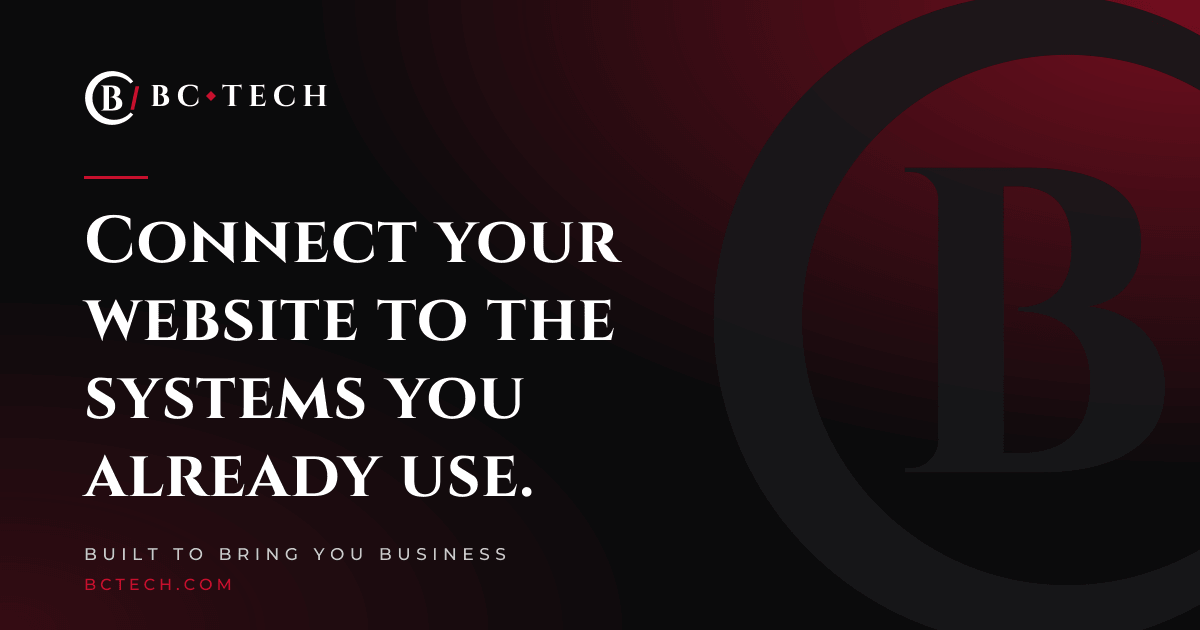 B/ BC◆TECH
Connect your
website to the
systems you
already use.
BUILT TO BRING YOU BUSINESS
BCTECH.COM
B